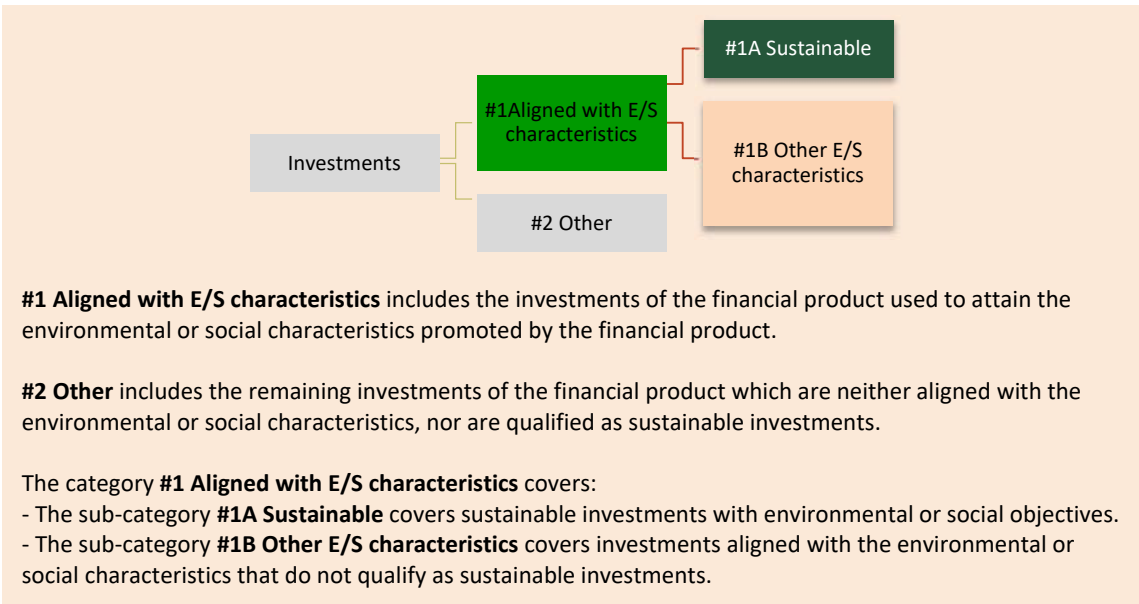 #1A Sustainable
#1Aligned with E/S
characteristics
#1B Other E/S
characteristics
Investments
#2 Other
#1 Aligned with E/S characteristics includes the investments of the financial product used to attain the
environmental or social characteristics promoted by the financial product.
#2 Other includes the remaining investments of the financial product which are neither aligned with the
environmental or social characteristics, nor are qualified as sustainable investments.
The category #1 Aligned with E/S characteristics covers:
- The sub-category #1A Sustainable covers sustainable investments with environmental or social objectives.
- The sub-category #1B Other E/S characteristics covers investments aligned with the environmental or
social characteristics that do not qualify as sustainable investments.